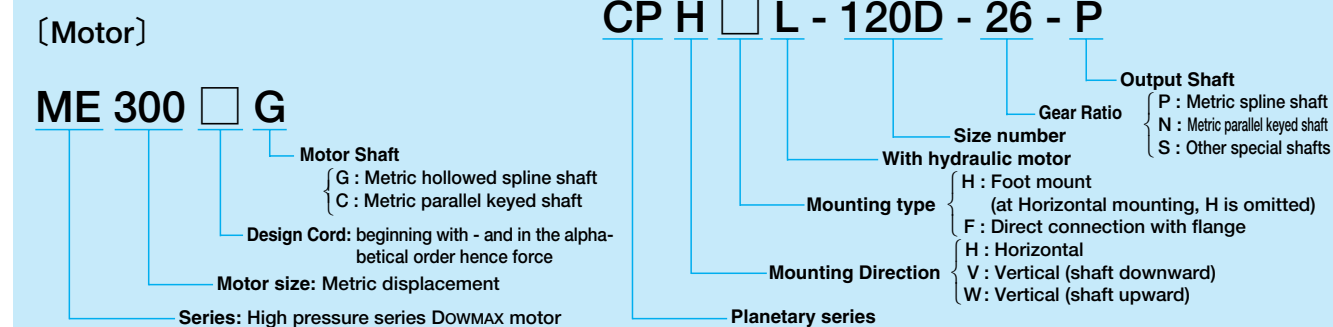 〔Motor〕
ME 300 □ G
Motor Shaft
G : Metric hollowed spline shaft
C : Metric parallel keyed shaft
Design Cord: beginning with - and in the alpha-
betical order hence force
Motor size: Metric displacement
Series: High pressure series DOWMAX motor
CP H □ L - 120D - 26 - P
Output Shaft
P : Metric spline shaft
N : Metric parallel keyed shaft
S : Other special shafts
Gear Ratio
Size number
With hydraulic motor
Mounting type
H : Foot mount
(at Horizontal mounting, H is omitted)
F : Direct connection with flange
Mounting Direction
H : Horizontal
V : Vertical (shaft downward)
W : Vertical (shaft upward)
Planetary series